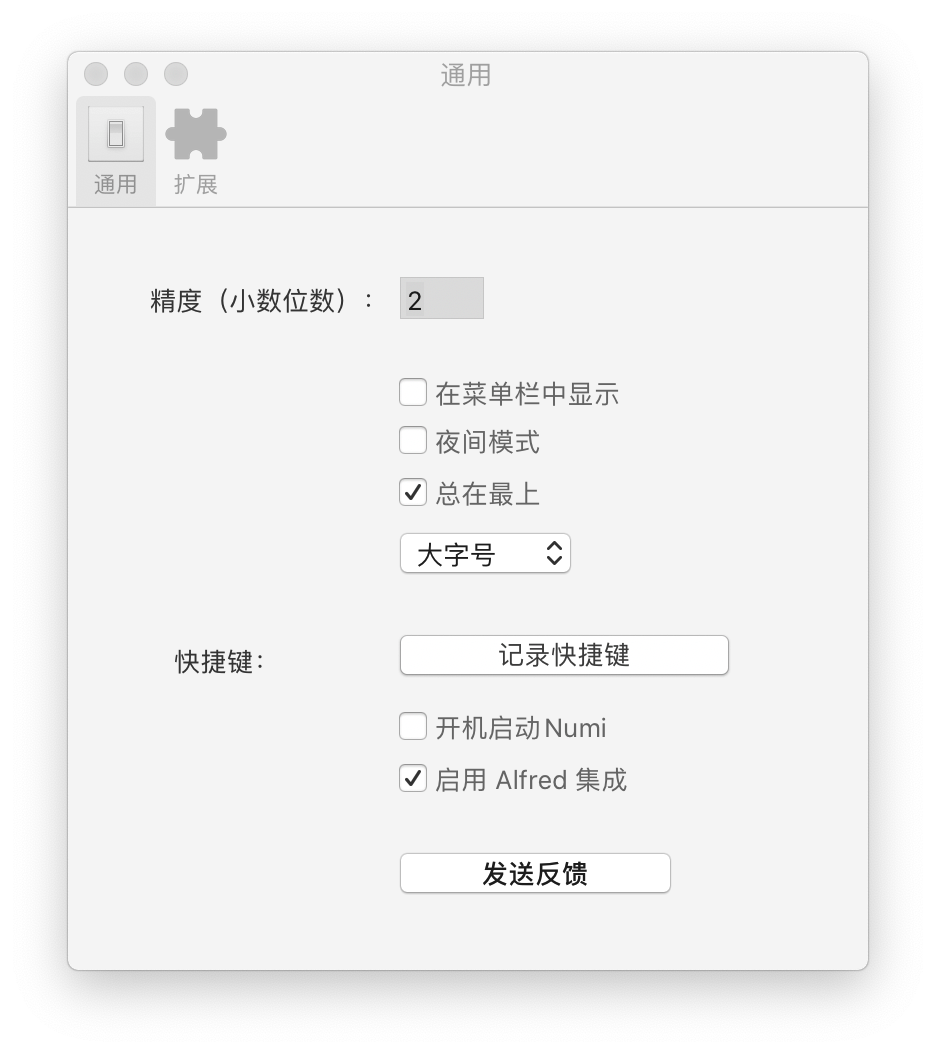 通用
通用
扩展
精度（小数位数）：
2
在菜单栏中显示
夜间模式
总在最上
大字号
快捷键：
记录快捷键
开机启动Numi
启用 Alfred 集成
发送反馈